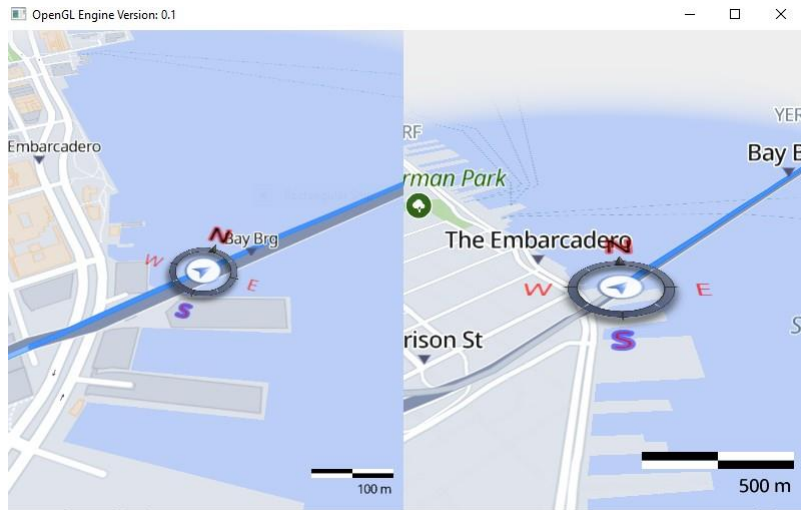 OpenGL Engine Version: 0.1
Embarcadero
N
Bay Brg
W
E
S
100 m
YER
RF
Bay B
rman Park
The Embarcadero
N
W
E
S
rison St
S
500 m